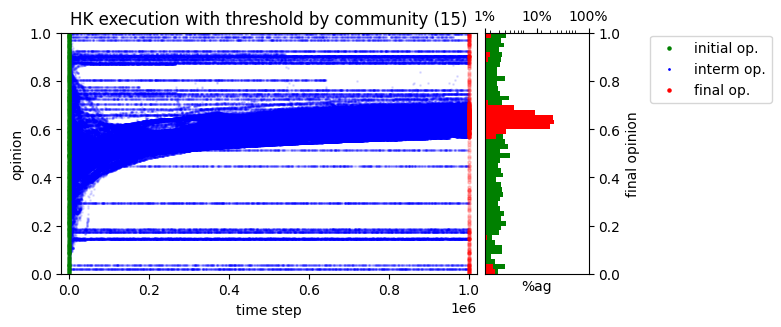 HK execution with threshold by community (15)
1% 10% 100%
initial op.
interm op.
final op.
opinion
1.0
0.8
0.6
0.4
0.2
0.0
1.0
0.8
0.6
0.4
0.2
0.0
final opinion
0.0 0.2 0.4 0.6 0.8 1.0
1e6
time step
%ag